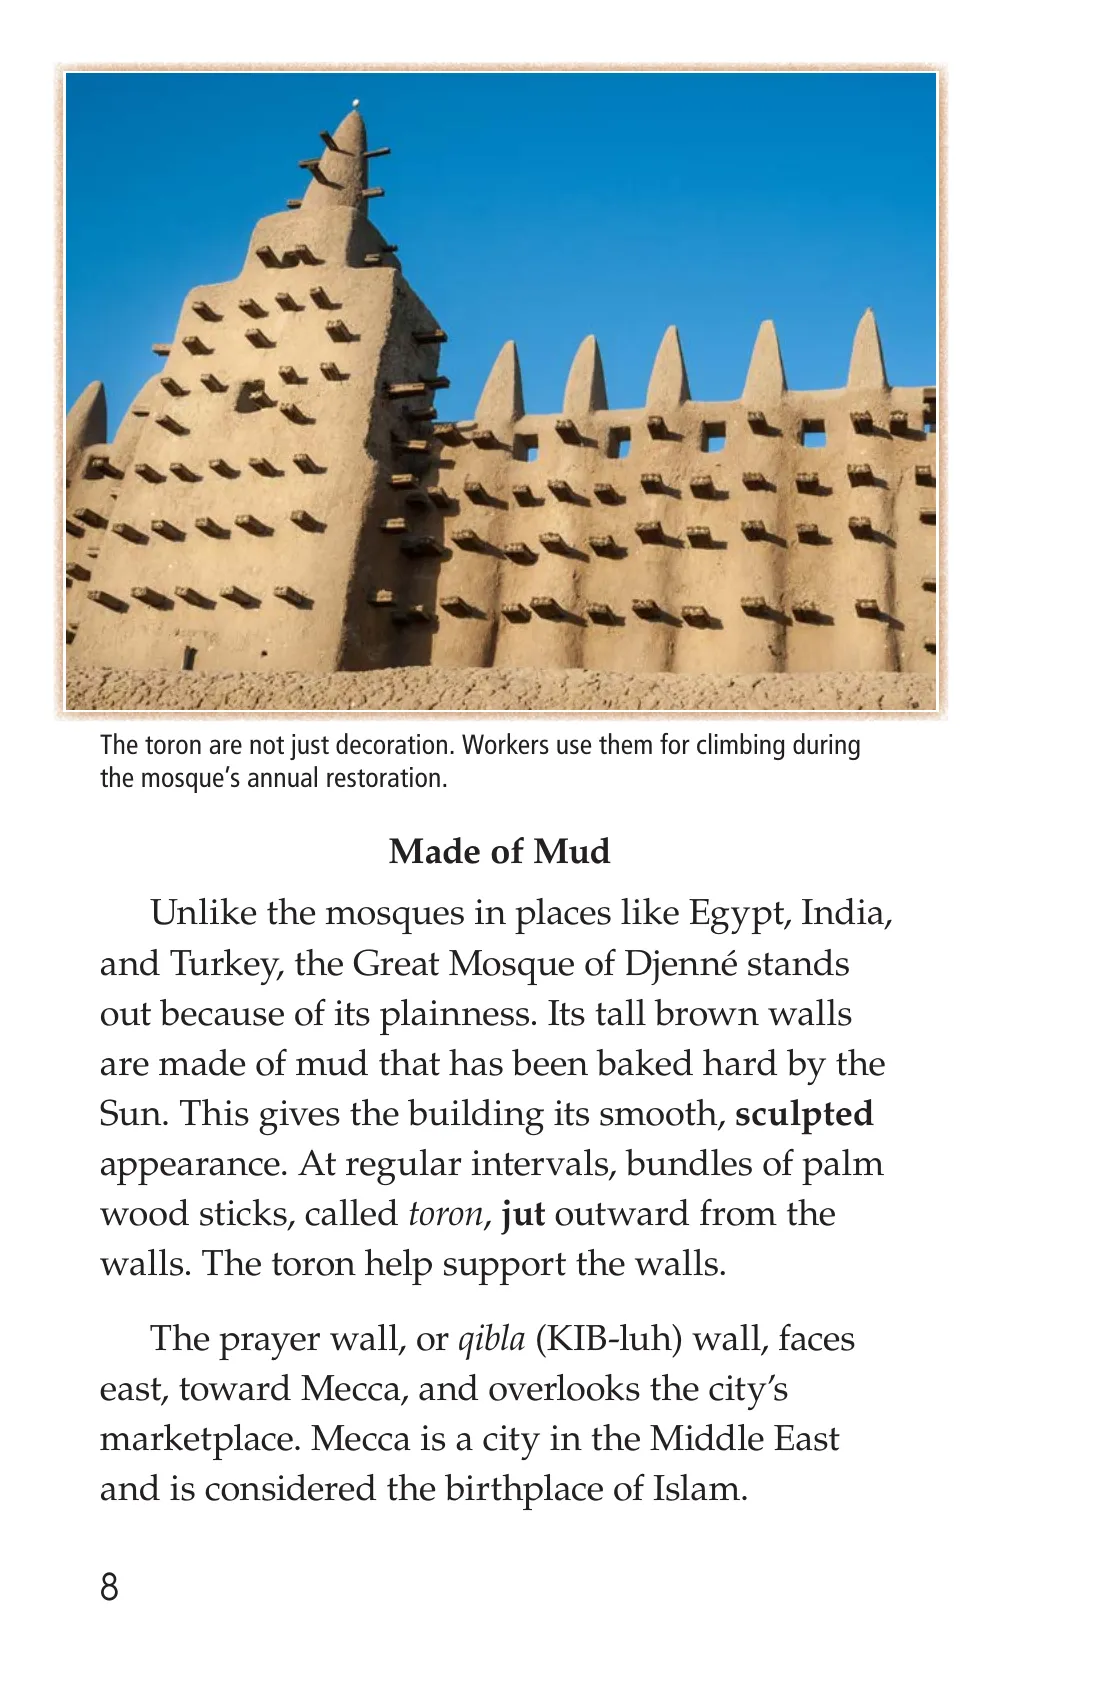 The toron are not just decoration. Workers use them for climbing during
the mosque’s annual restoration.
Made of Mud
Unlike the mosques in places like Egypt, India,
and Turkey, the Great Mosque of Djenné stands
out because of its plainness. Its tall brown walls
are made of mud that has been baked hard by the
Sun. This gives the building its smooth, sculpted
appearance. At regular intervals, bundles of palm
wood sticks, called toron, jut outward from the
walls. The toron help support the walls.
The prayer wall, or qibla (KIB-luh) wall, faces
east, toward Mecca, and overlooks the city’s
marketplace. Mecca is a city in the Middle East
and is considered the birthplace of Islam.
8